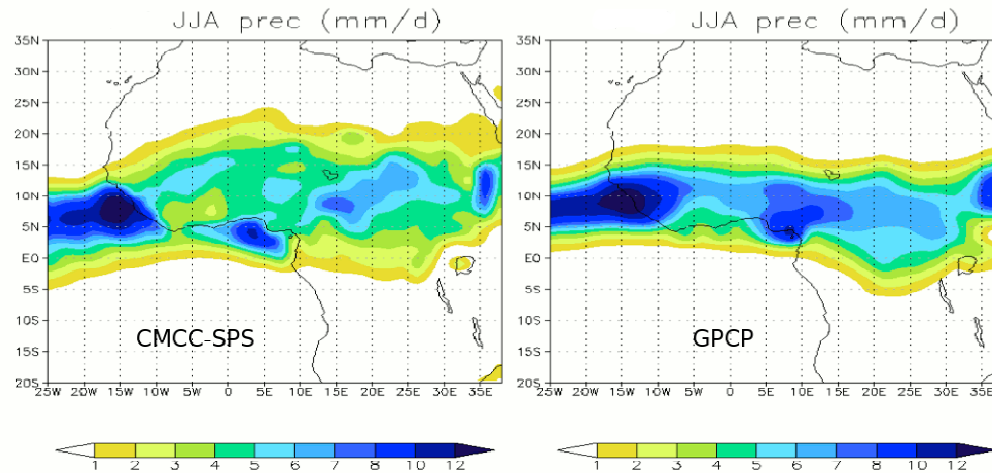 JJA prec (mm/d)
35N
30N
25N
20N
15N
10N
5N
EQ
5S
10S
15S
20S
25W 20W 15W 10W 5W 0 5E 10E 15E 20E 25E 30E 35E
CMCC-SPS
1 2 3 4 5 6 7 8 10 12
JJA prec (mm/d)
35N
30N
25N
20N
15N
10N
5N
EQ
5S
10S
15S
20S
25W 20W 15W 10W 5W 0 5E 10E 15E 20E 25E 30E 35E
GPCP
1 2 3 4 5 6 7 8 10 12